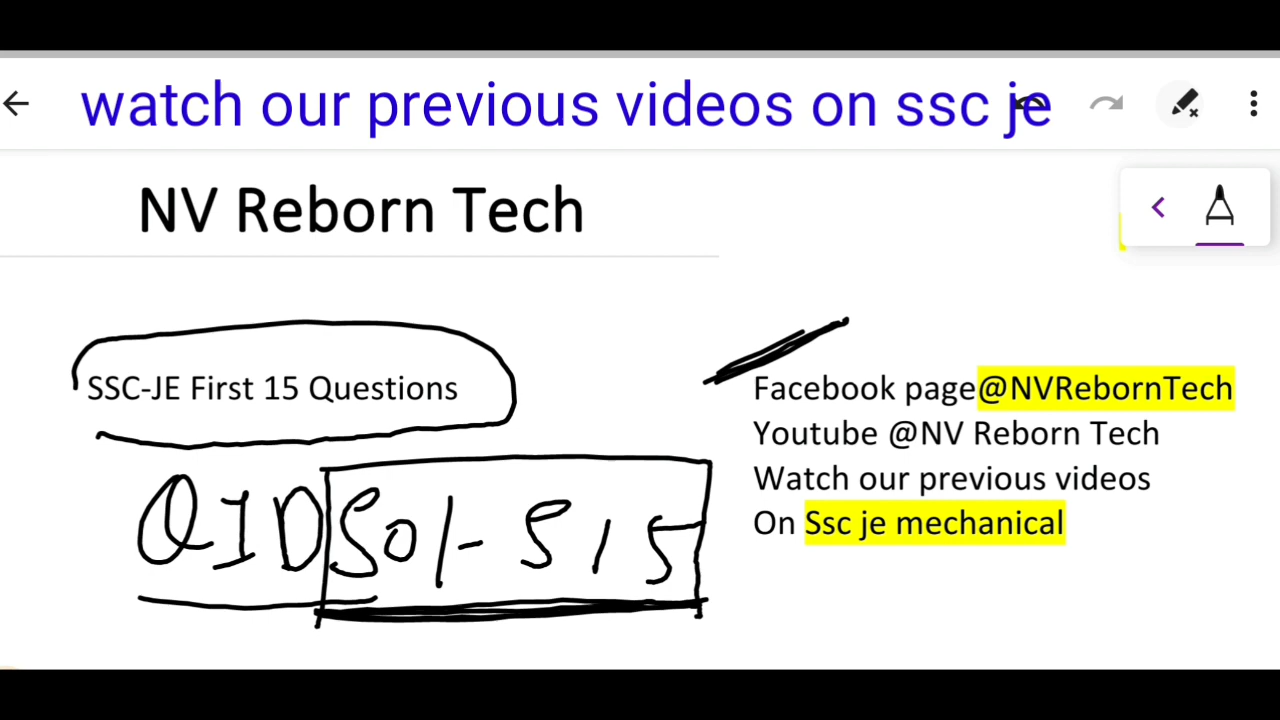 watch our previous videos on ssc je
NV Reborn Tech
SSC-JE First 15 Questions
QID 501-515
Facebook page@NVRebornTech
Youtube @NV Reborn Tech
Watch our previous videos
On Ssc je mechanical